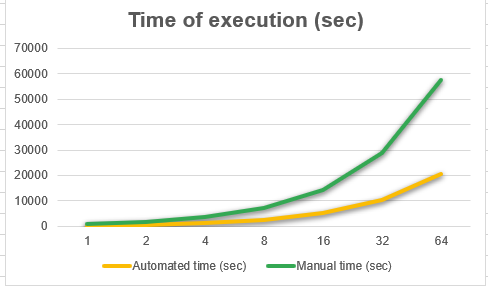 Time of execution (sec)
70000
60000
50000
40000
30000
20000
10000
0
1 2 4 8 16 32 64
Automated time (sec) Manual time (sec)